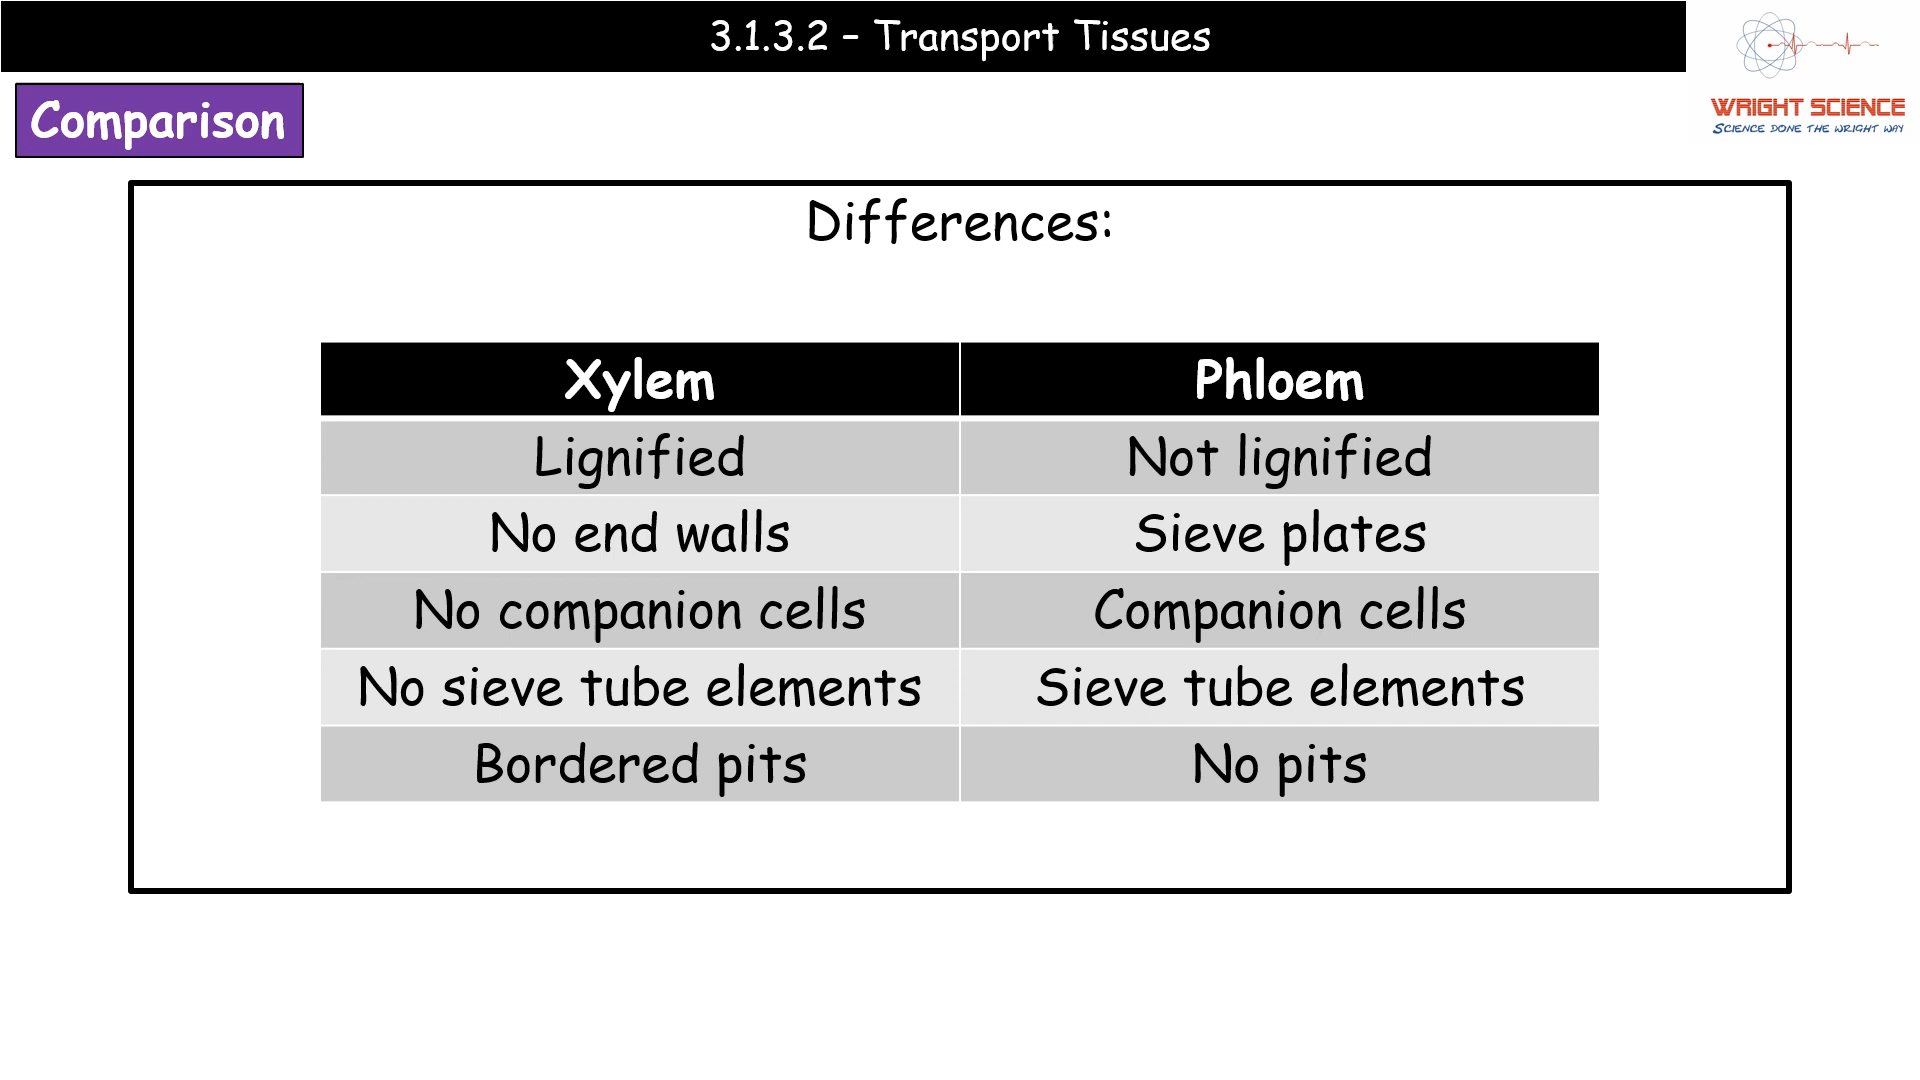 3.1.3.2 – Transport Tissues
WRIGHT SCIENCE
SCIENCE DONE THE WRIGHT WAY
Comparison
Differences:
Xylem Phloem
Lignified Not lignified
No end walls Sieve plates
No companion cells Companion cells
No sieve tube elements Sieve tube elements
Bordered pits No pits